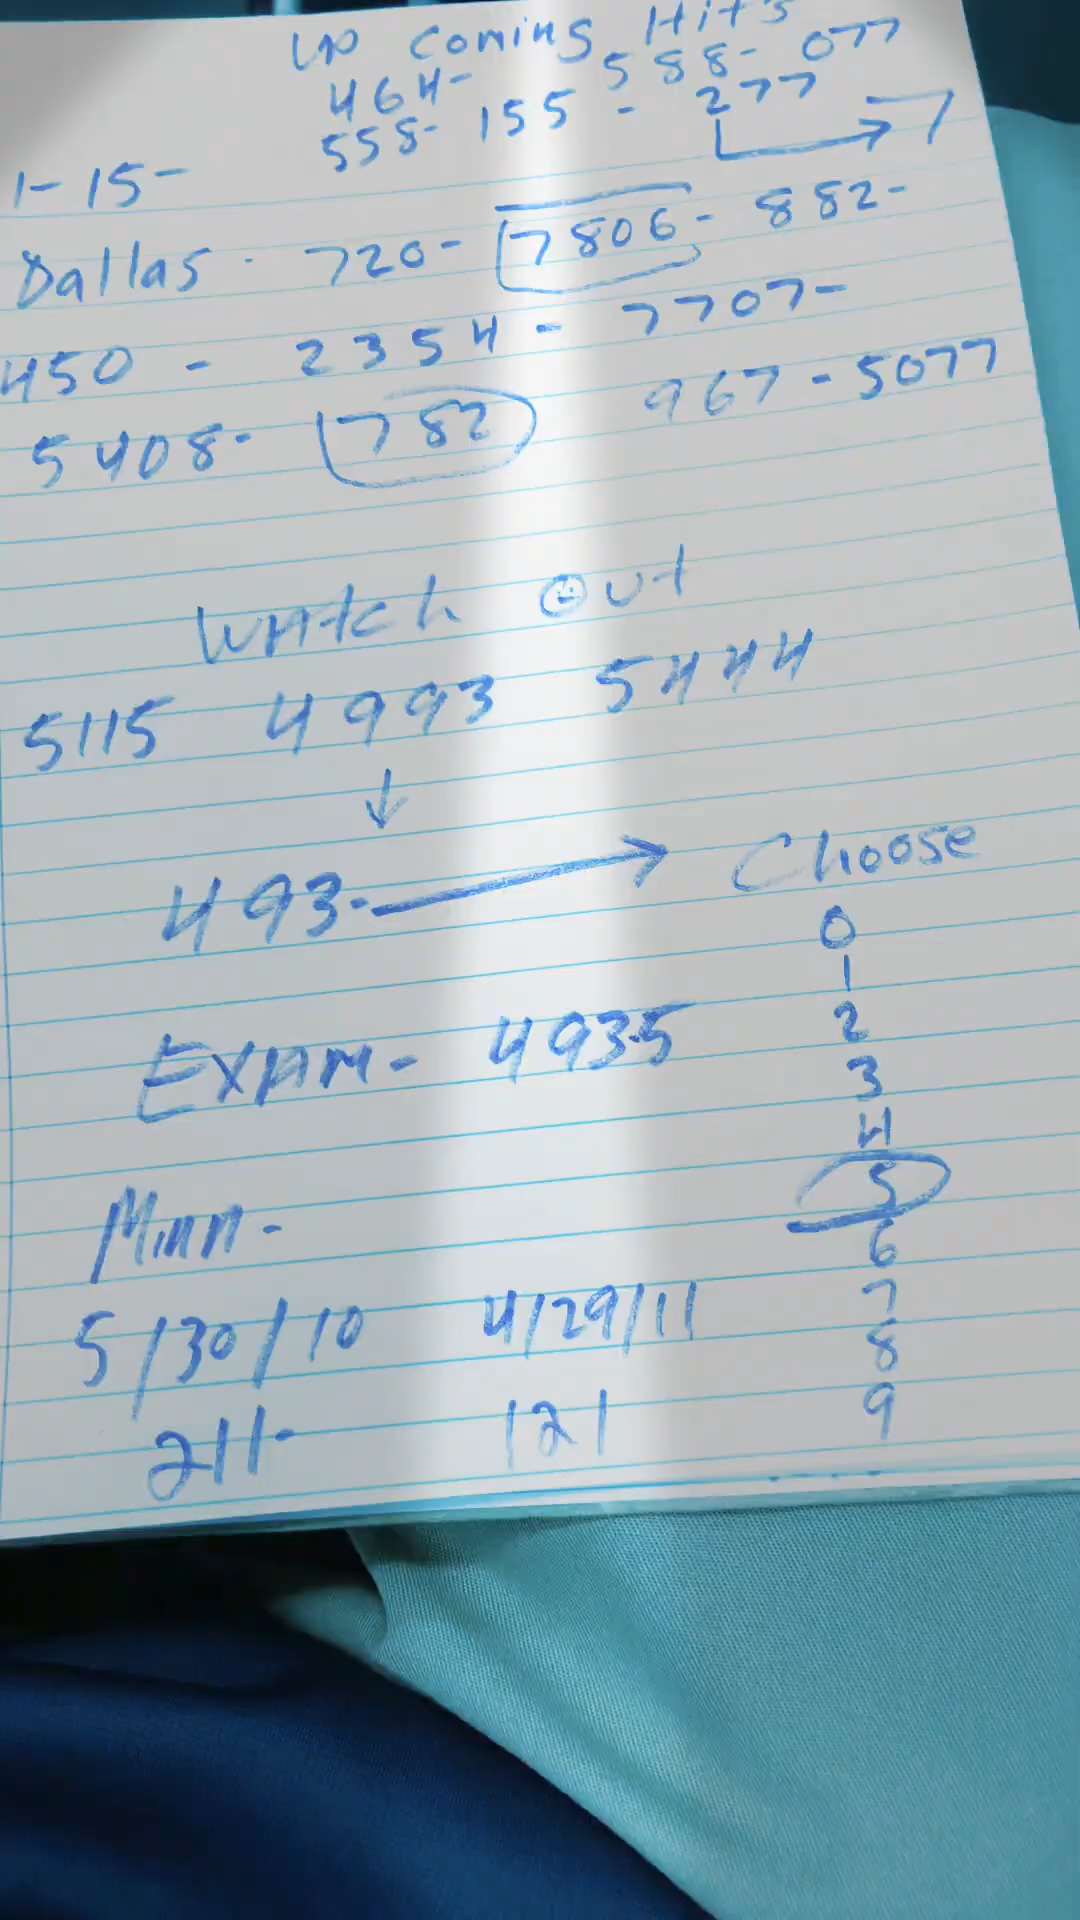 Up Coming Hits
464- 588- 077
558- 155 - 277 7
1-15-
Dallas · 720- 7806- 882-
450 - 2354 - 7707-
5408- 782 967-5077
Watch Out
5115 4993 5444
493- Choose
0
1
2
3
4
5
6
7
8
9
Exam- 4935
5/30/10 4/29/11
211- 121